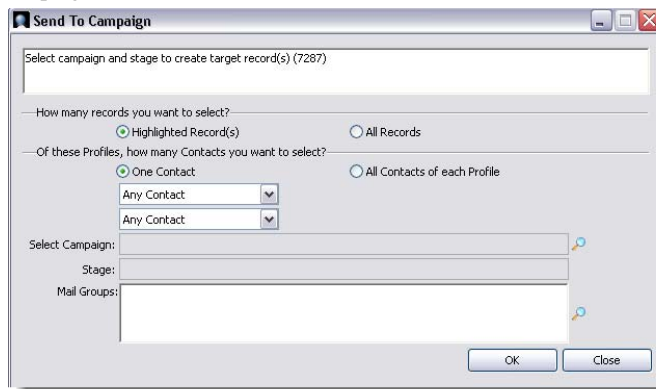 Send To Campaign
Select campaign and stage to create target record(s) (7287)
How many records you want to select?
Highlighted Record(s) All Records
Of these Profiles, how many Contacts you want to select?
One Contact All Contacts of each Profile
Any Contact
Any Contact
Select Campaign:
Stage:
Mail Groups:
OK Close